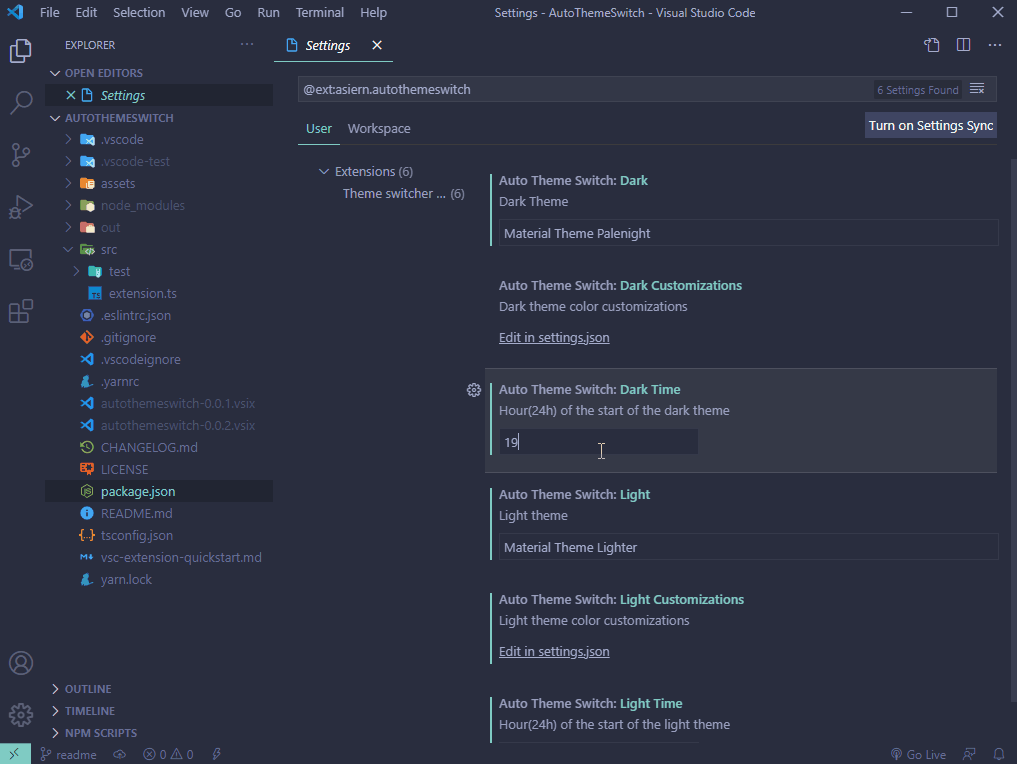 File Edit Selection View Go Run Terminal Help
Settings - AutoThemeSwitch - Visual Studio Code
EXPLORER
OPEN EDITORS
Settings
AUTOTHEMESWITCH
.vscode
.vscode-test
assets
node_modules
out
src
test
extension.ts
.eslintrc.json
.gitignore
.vscodeignore
.yarnrc
autothemeswitch-0.0.1.vsix
autothemeswitch-0.0.2.vsix
CHANGELOG.md
LICENSE
package.json
README.md
tsconfig.json
vsc-extension-quickstart.md
yarn.lock
OUTLINE
TIMELINE
NPM SCRIPTS
Settings
@ext:asiern.autothemeswitch
6 Settings Found
User Workspace
Turn on Settings Sync
Extensions (6)
Theme switcher ... (6)
Auto Theme Switch: Dark
Dark Theme
Material Theme Palenight
Auto Theme Switch: Dark Customizations
Dark theme color customizations
Edit in settings.json
Auto Theme Switch: Dark Time
Hour(24h) of the start of the dark theme
19
Auto Theme Switch: Light
Light theme
Material Theme Lighter
Auto Theme Switch: Light Customizations
Light theme color customizations
Edit in settings.json
Auto Theme Switch: Light Time
Hour(24h) of the start of the light theme
readme 0 0 Go Live